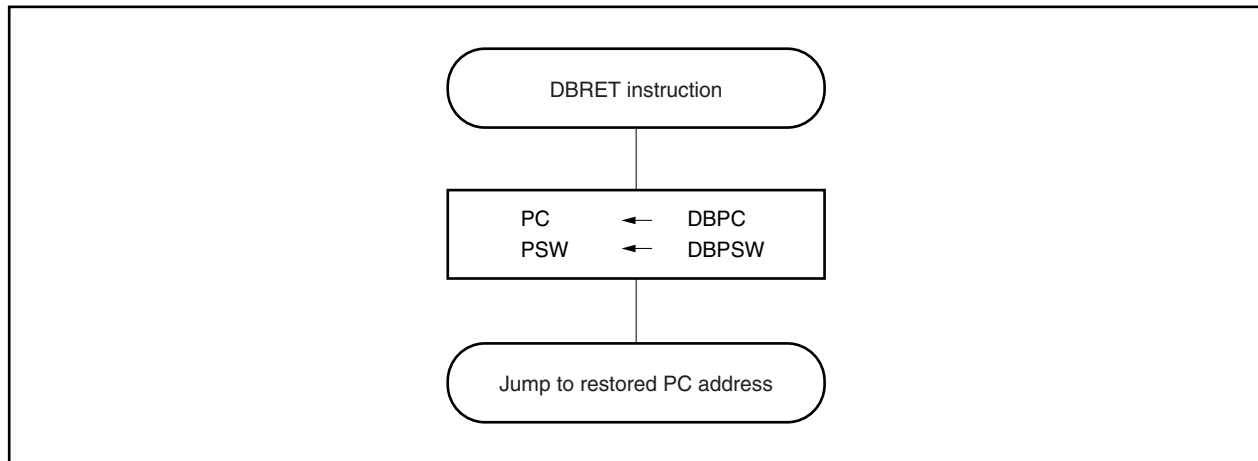 DBRET instruction
PC ← DBPC
PSW ← DBPSW
Jump to restored PC address